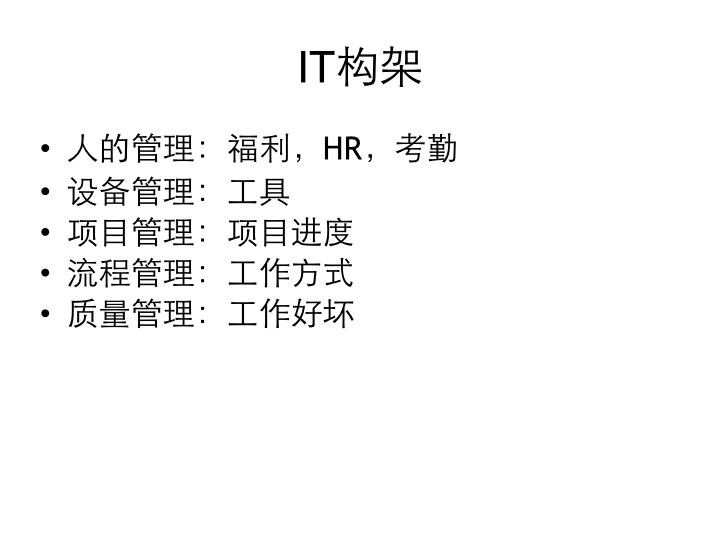 IT构架
• 人的管理：福利，HR，考勤
• 设备管理：工具
• 项目管理：项目进度
• 流程管理：工作方式
• 质量管理：工作好坏